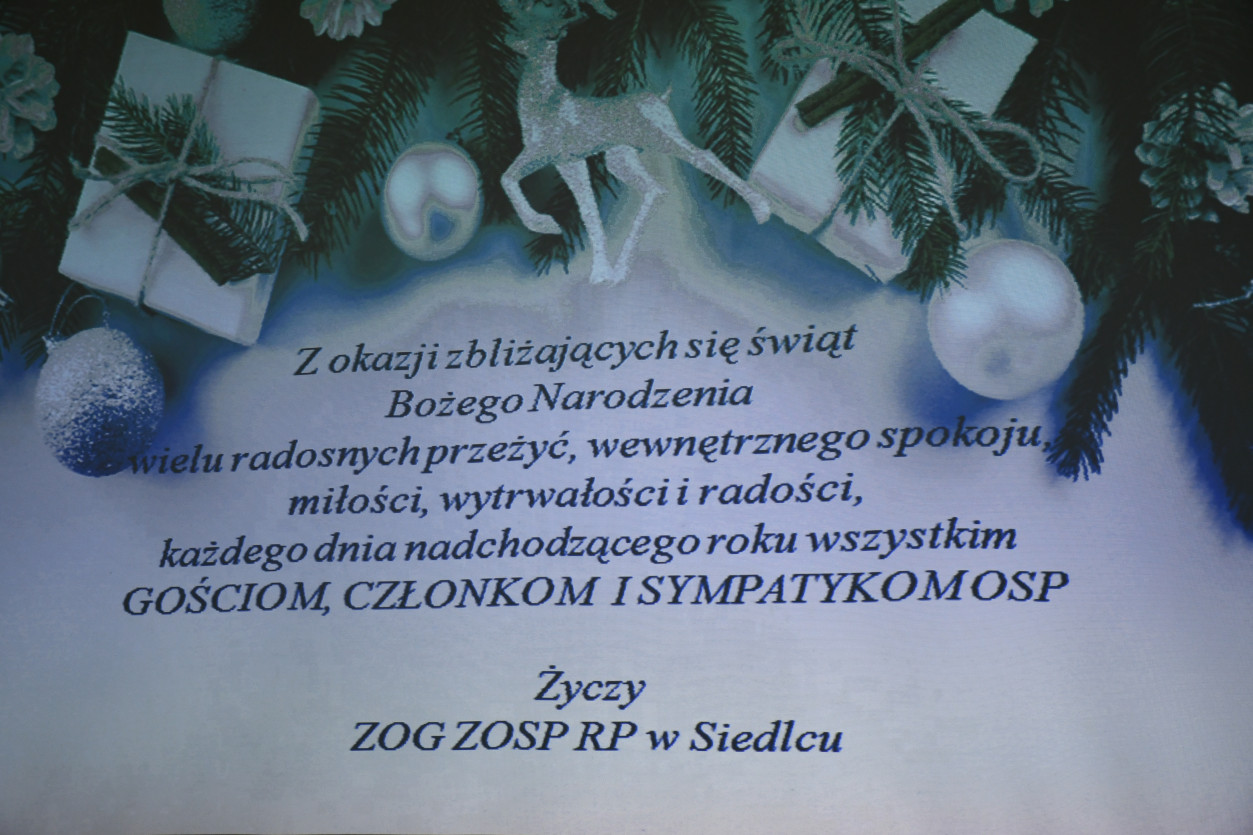 Z okazji zbliżających się świąt
Bożego Narodzenia
wielu radosnych przeżyć, wewnętrznego spokoju,
miłości, wytrwałości i radości,
każdego dnia nadchodzącego roku wszystkim
GOŚCIOM, CZŁONKOM I SYMPATYKOM OSP
Życzy
ZOG ZOSP RP w Siedlcu